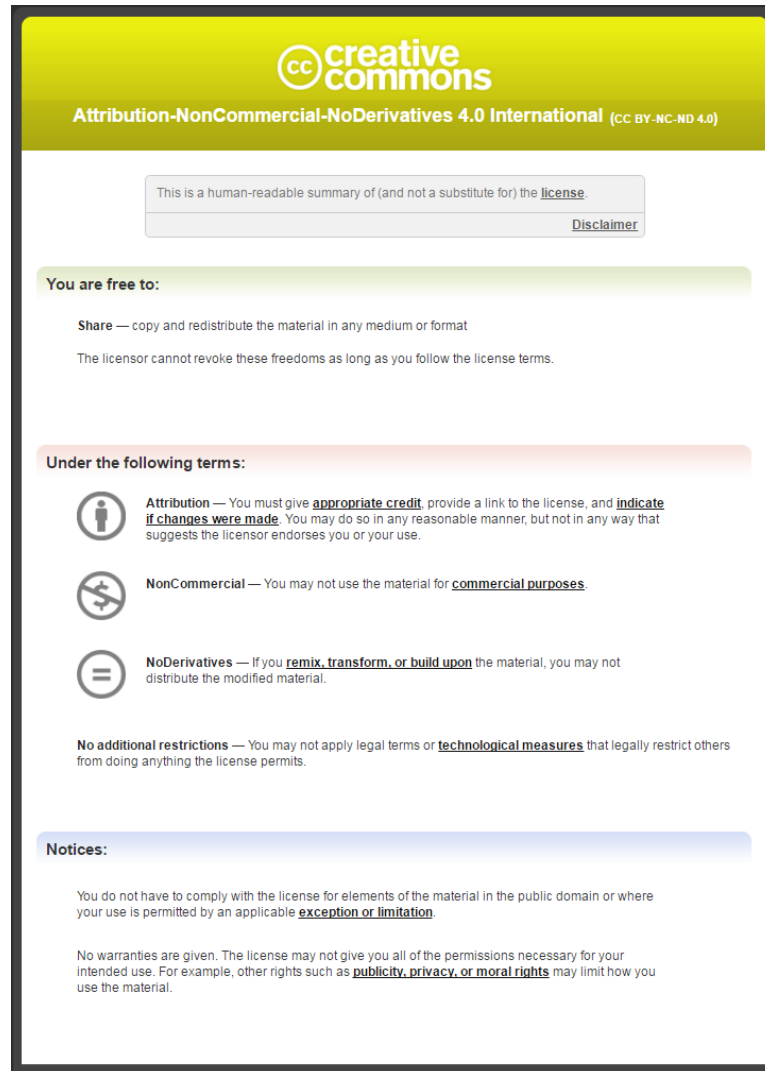 cc creative
commons
Attribution-NonCommercial-NoDerivatives 4.0 International (CC BY-NC-ND 4.0)
This is a human-readable summary of (and not a substitute for) the license.
Disclaimer
You are free to:
Share — copy and redistribute the material in any medium or format
The licensor cannot revoke these freedoms as long as you follow the license terms.
Under the following terms:
Attribution — You must give appropriate credit, provide a link to the license, and indicate
if changes were made. You may do so in any reasonable manner, but not in any way that
suggests the licensor endorses you or your use.
NonCommercial — You may not use the material for commercial purposes.
NoDerivatives — If you remix, transform, or build upon the material, you may not
distribute the modified material.
No additional restrictions — You may not apply legal terms or technological measures that legally restrict others
from doing anything the license permits.
Notices:
You do not have to comply with the license for elements of the material in the public domain or where
your use is permitted by an applicable exception or limitation.
No warranties are given. The license may not give you all of the permissions necessary for your
intended use. For example, other rights such as publicity, privacy, or moral rights may limit how you
use the material.